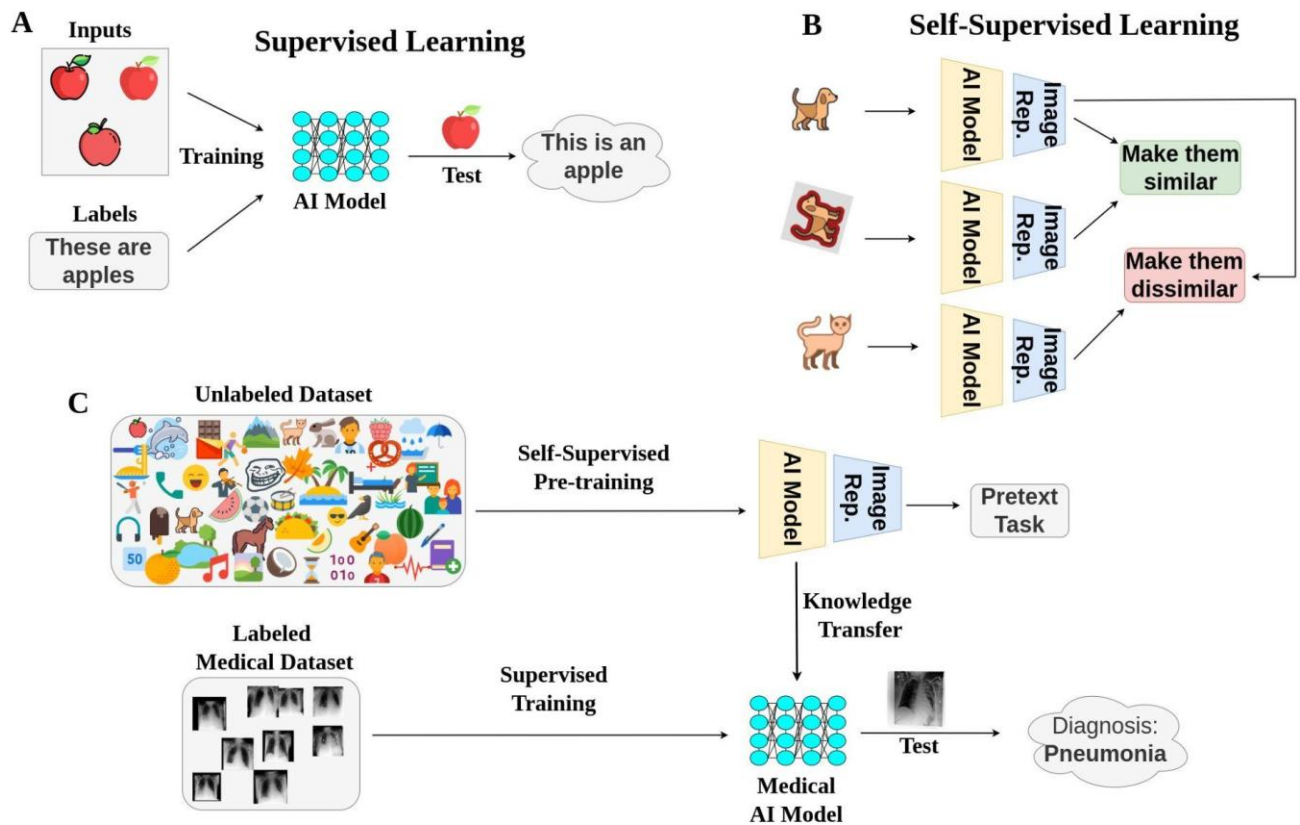 A
Inputs
Supervised Learning
Training
AI Model
Test
This is an
apple
Labels
These are
apples
B
Self-Supervised Learning
AI Model
Image
Rep.
AI Model
Image
Rep.
AI Model
Image
Rep.
Make them
similar
Make them
dissimilar
C
Unlabeled Dataset
50
1o0
01o
Self-Supervised
Pre-training
AI Model
Image
Rep.
Pretext
Task
Knowledge
Transfer
Labeled
Medical Dataset
Supervised
Training
Medical
AI Model
Test
Diagnosis:
Pneumonia